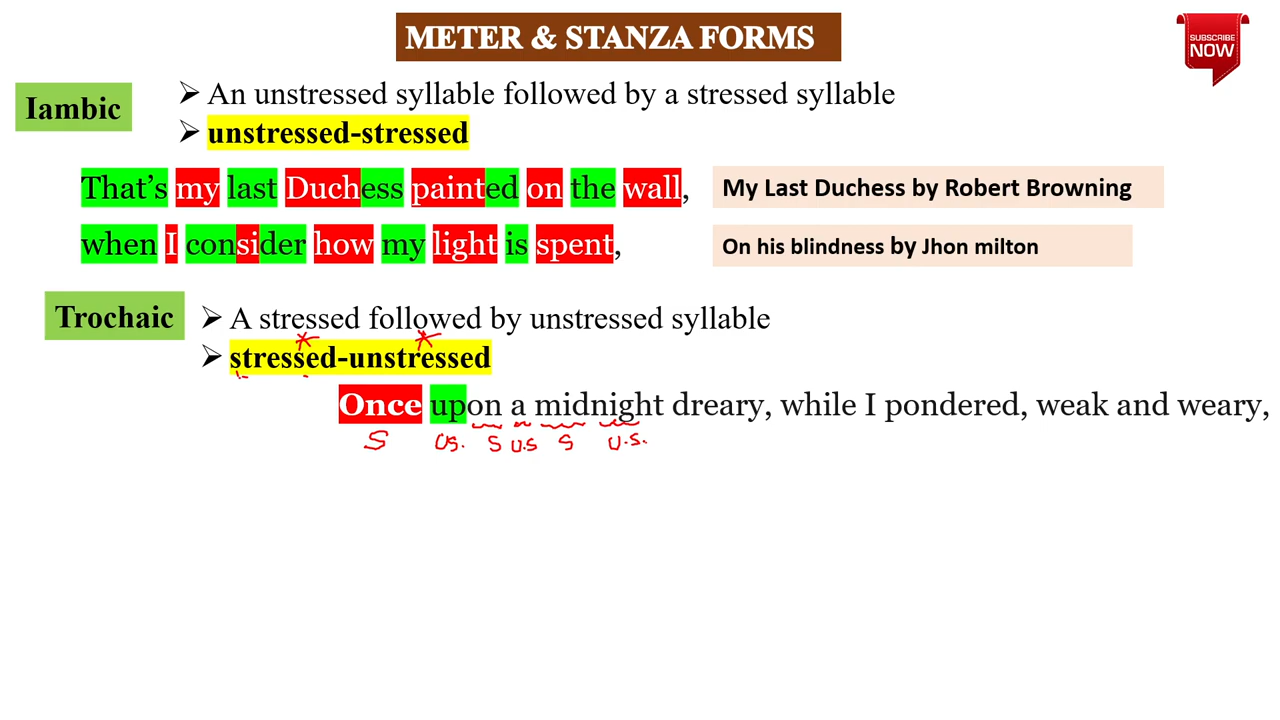 METER & STANZA FORMS
SUBSCRIBE
NOW
Iambic
An unstressed syllable followed by a stressed syllable
unstressed-stressed
That's my last Duchess painted on the wall,
My Last Duchess by Robert Browning
when I consider how my light is spent,
On his blindness by Jhon milton
Trochaic
A stressed followed by unstressed syllable
stressed-unstressed
Once upon a midnight dreary, while I pondered, weak and weary,
S US. S U.S S U.S.